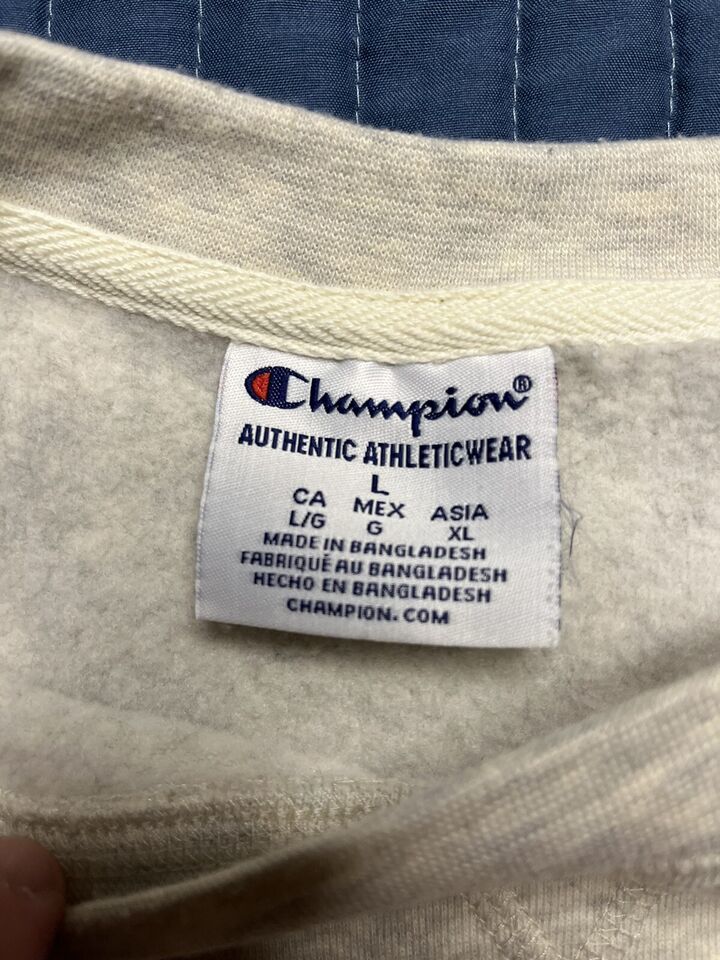 Champion®
AUTHENTIC ATHLETICWEAR
L
CA MEX ASIA
L/G G XL
MADE IN BANGLADESH
FABRIQUÉ AU BANGLADESH
HECHO EN BANGLADESH
CHAMPION.COM